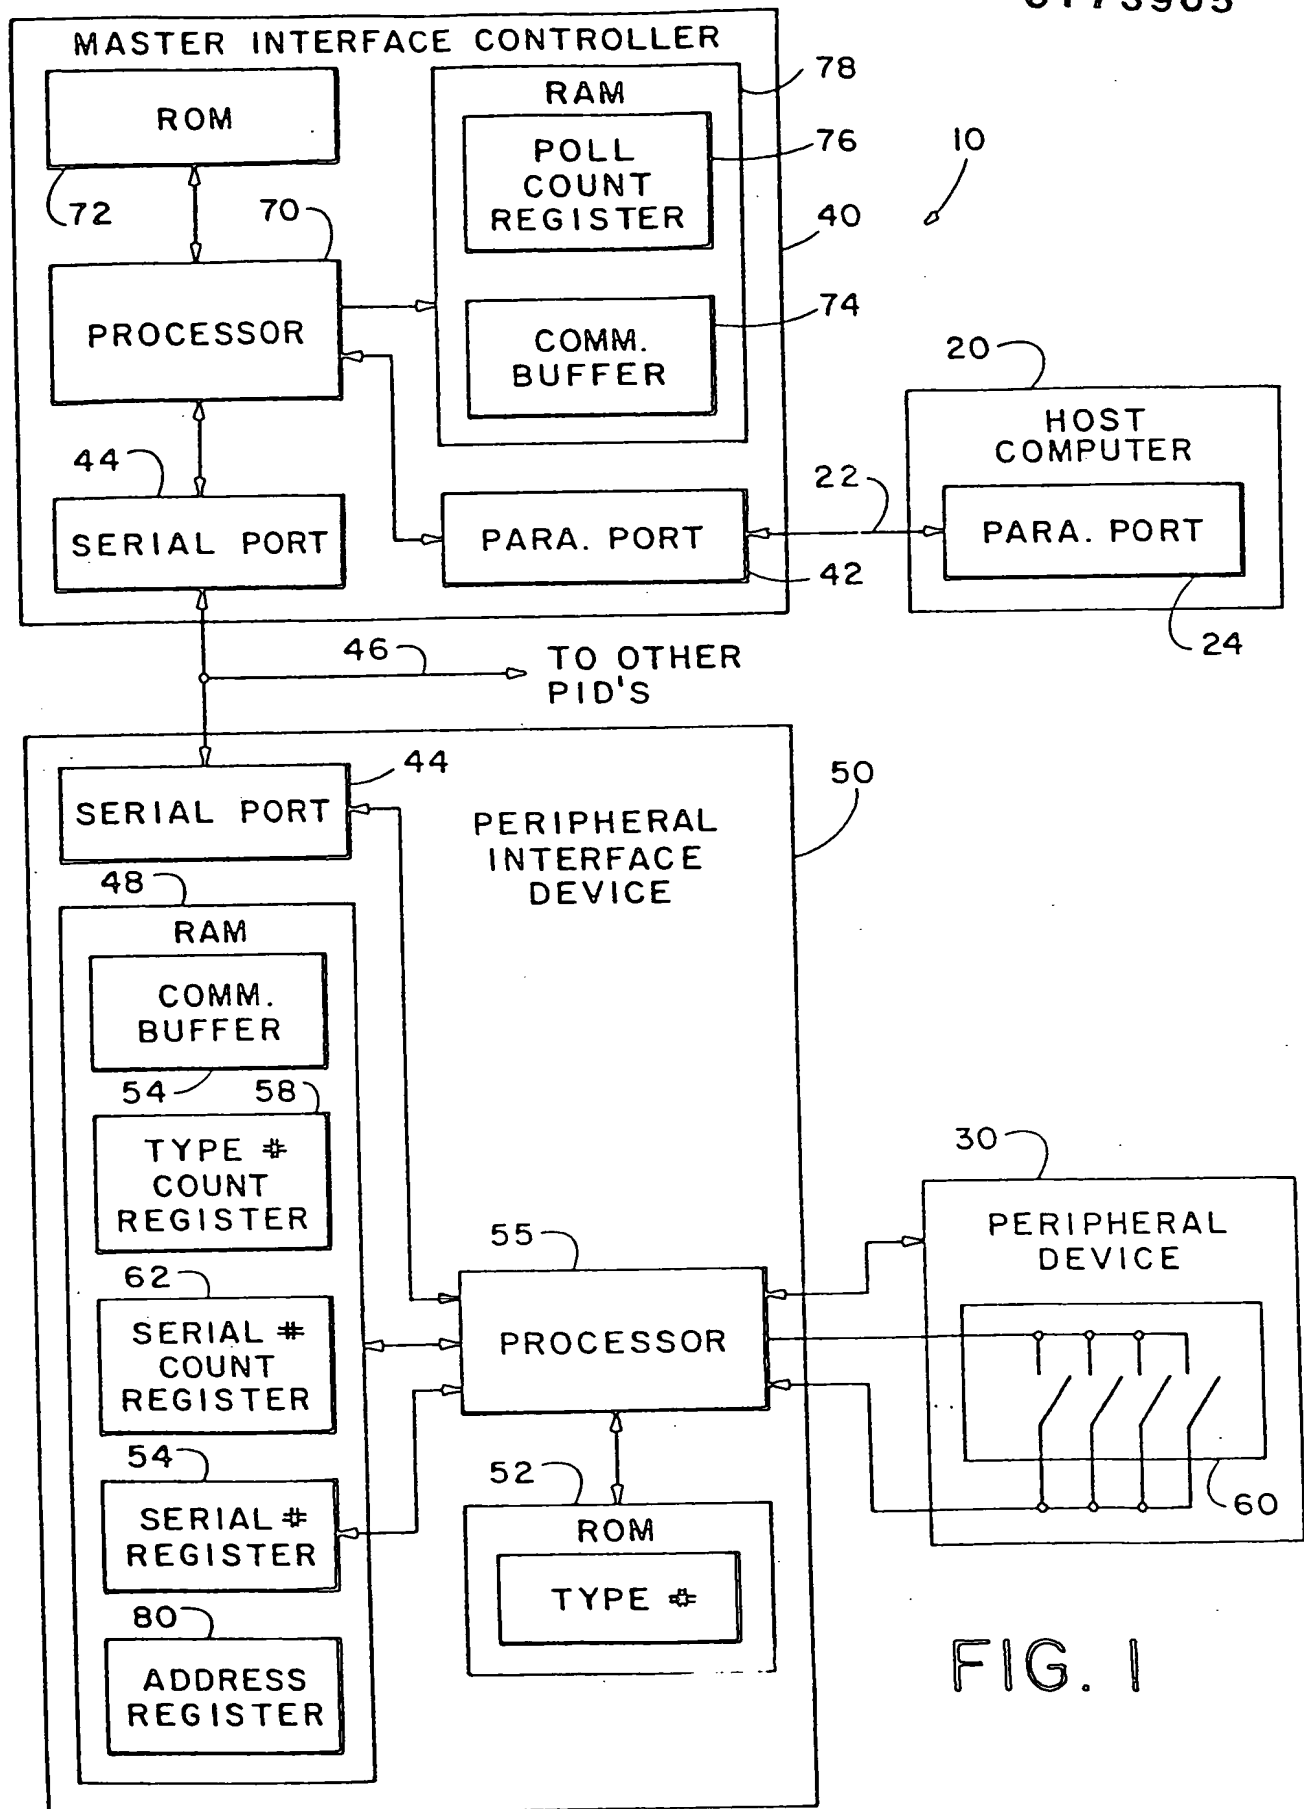 MASTER INTERFACE CONTROLLER
ROM
72
70
PROCESSOR
RAM
78
POLL
COUNT
REGISTER
76
40
10
COMM.
BUFFER
74
44
SERIAL PORT
PARA. PORT
42
22
20
HOST
COMPUTER
PARA. PORT
24
46
TO OTHER
PID'S
44
SERIAL PORT
PERIPHERAL
INTERFACE
DEVICE
50
48
RAM
COMM.
BUFFER
54
58
TYPE #
COUNT
REGISTER
62
SERIAL #
COUNT
REGISTER
54
SERIAL #
REGISTER
80
ADDRESS
REGISTER
55
PROCESSOR
52
ROM
TYPE #
30
PERIPHERAL
DEVICE
60
FIG. 1